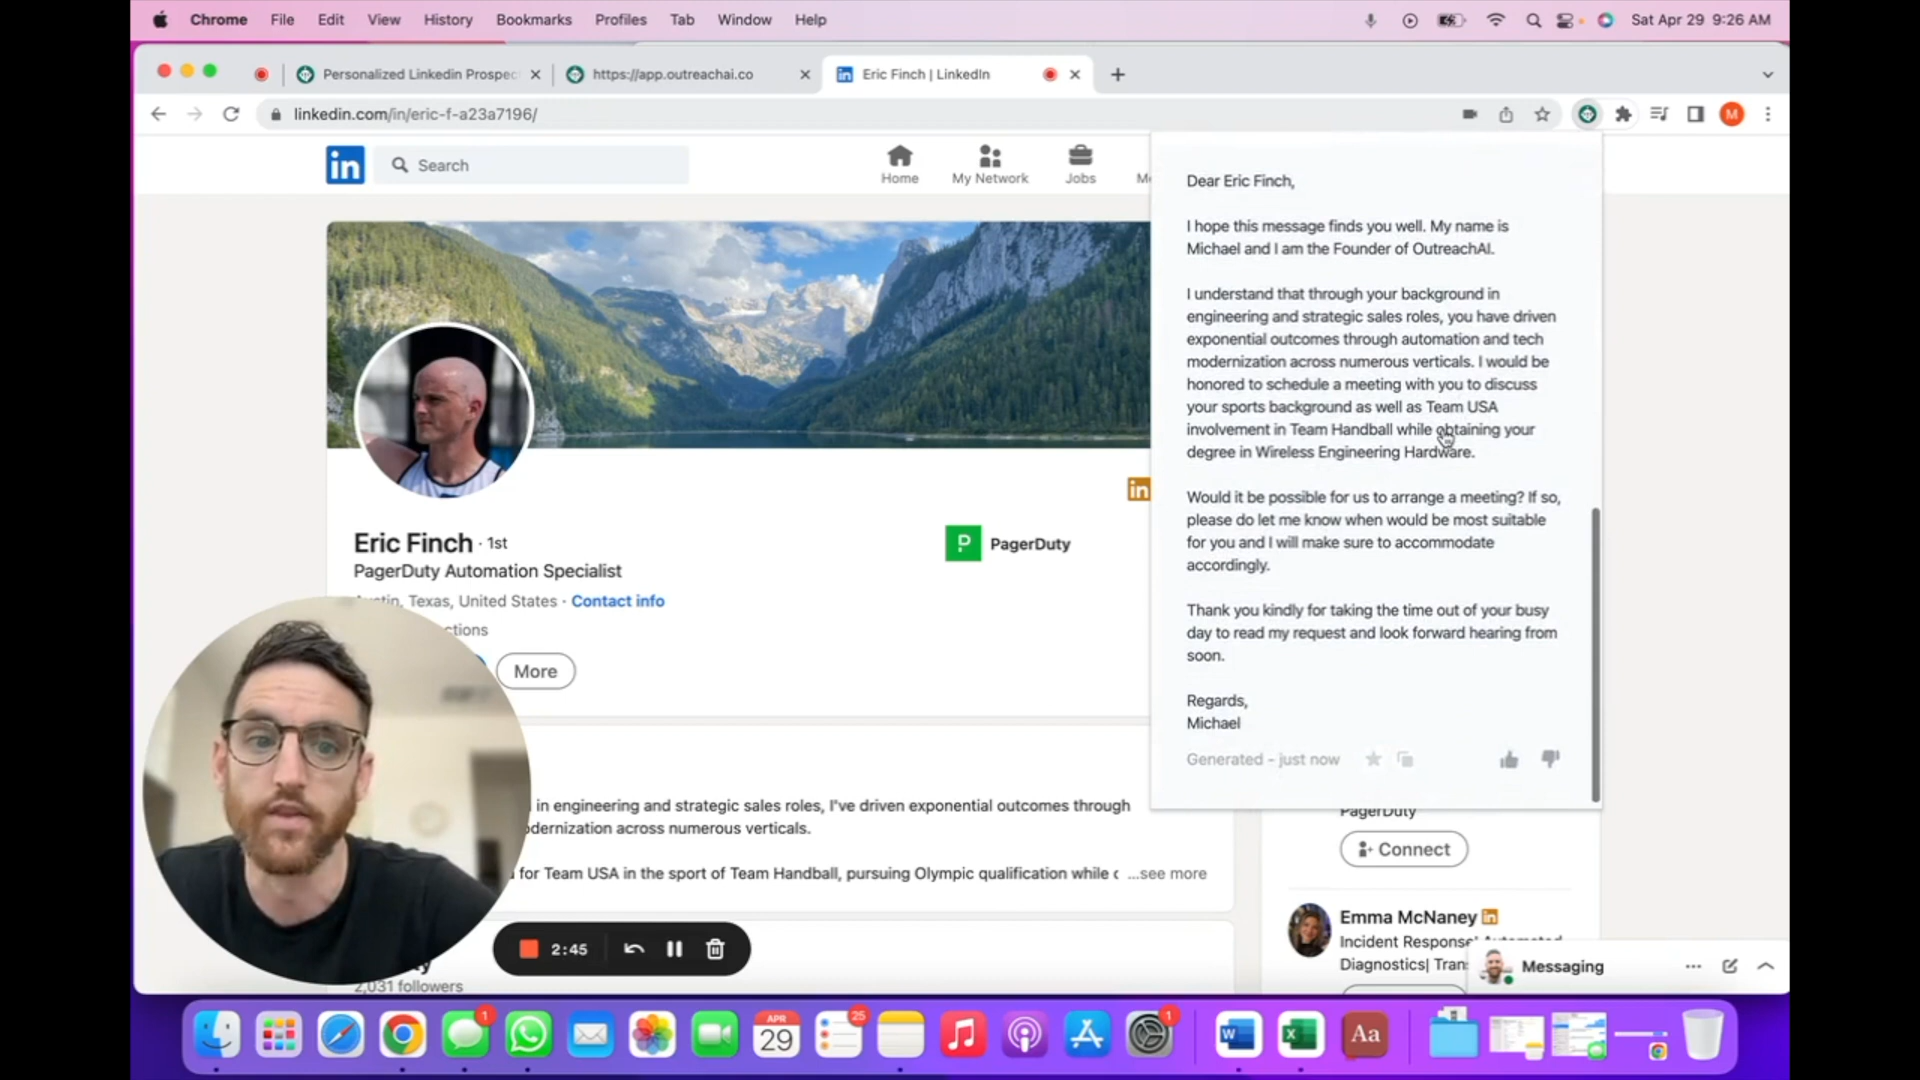 Chrome File Edit View History Bookmarks Profiles Tab Window Help
Sat Apr 29 9:26 AM
Personalized Linkedin Prospec
https://app.outreachai.co
Eric Finch | LinkedIn
linkedin.com/in/eric-f-a23a7196/
M
in
Search
Home
My Network
Jobs
Dear Eric Finch,
I hope this message finds you well. My name is
Michael and I am the Founder of OutreachAI.
I understand that through your background in
engineering and strategic sales roles, you have driven
exponential outcomes through automation and tech
modernization across numerous verticals. I would be
honored to schedule a meeting with you to discuss
your sports background as well as Team USA
involvement in Team Handball while obtaining your
degree in Wireless Engineering Hardware.
Would it be possible for us to arrange a meeting? If so,
please do let me know when would be most suitable
for you and I will make sure to accommodate
accordingly.
Thank you kindly for taking the time out of your busy
day to read my request and look forward hearing from
soon.
Regards,
Michael
Generated - just now
in
Eric Finch · 1st
PagerDuty Automation Specialist
Austin, Texas, United States · Contact info
ctions
More
P PagerDuty
in engineering and strategic sales roles, I've driven exponential outcomes through
dernization across numerous verticals.
for Team USA in the sport of Team Handball, pursuing Olympic qualification while c ...see more
2,031 followers
2:45
PagerDuty
Connect
Emma McNaney in
Incident Response| Automated
Diagnostics| Tran
Messaging
1
APR
29
25
1
W
X
Aa